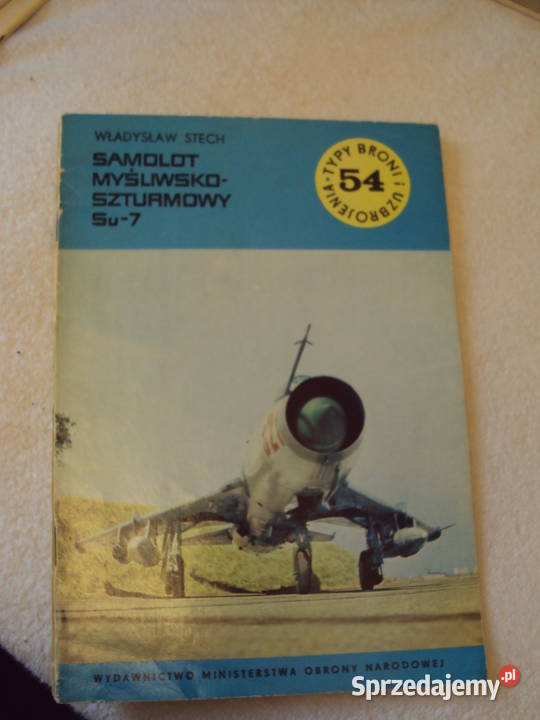 WŁADYSŁAW STECH
SAMOLOT
MYŚLIWSKO-
SZTURMOWY
Su-7
TYPY BRONI i UZBROJENIA •
54
WYDAWNICTWO MINISTERSTWA OBRONY NARODOWEJ
Sprzedajemy.pl